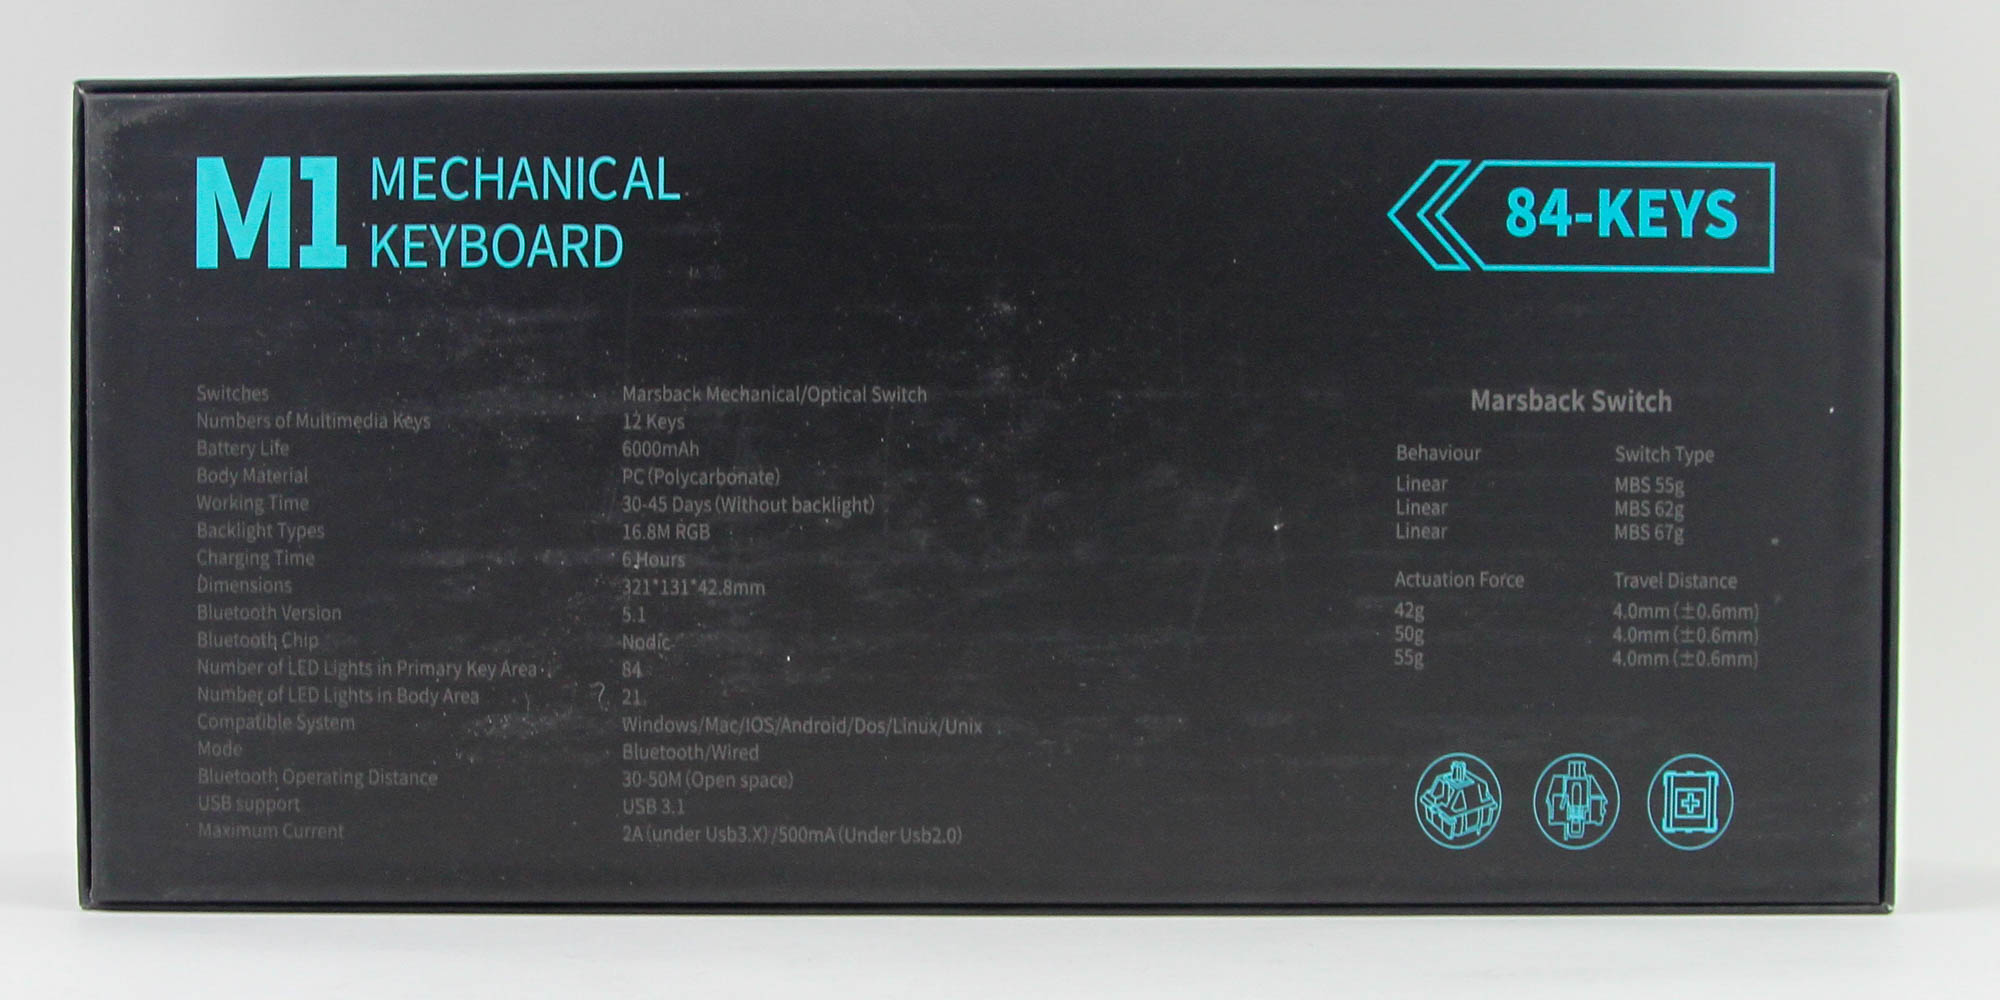 M1 MECHANICAL
KEYBOARD
84-KEYS
Switches Marsback Mechanical/Optical Switch
Numbers of Multimedia Keys 12 Keys
Battery Life 6000mAh
Body Material PC(Polycarbonate)
Working Time 30-45 Days(Without backlight)
Backlight Types 16.8M RGB
Charging Time 6 Hours
Dimensions 321*131*42.8mm
Bluetooth Version 5.1
Bluetooth Chip Nodic
Number of LED Lights in Primary Key Area 84
Number of LED Lights in Body Area 21
Compatible System Windows/Mac/IOS/Android/Dos/Linux/Unix
Mode Bluetooth/Wired
Bluetooth Operating Distance 30-50M(Open space)
USB support USB 3.1
Maximum Current 2A(under Usb3.X)/500mA(Under Usb2.0)
Marsback Switch
Behaviour Switch Type
Linear MBS 55g
Linear MBS 62g
Linear MBS 67g
Actuation Force Travel Distance
42g 4.0mm(±0.6mm)
50g 4.0mm(±0.6mm)
55g 4.0mm(±0.6mm)